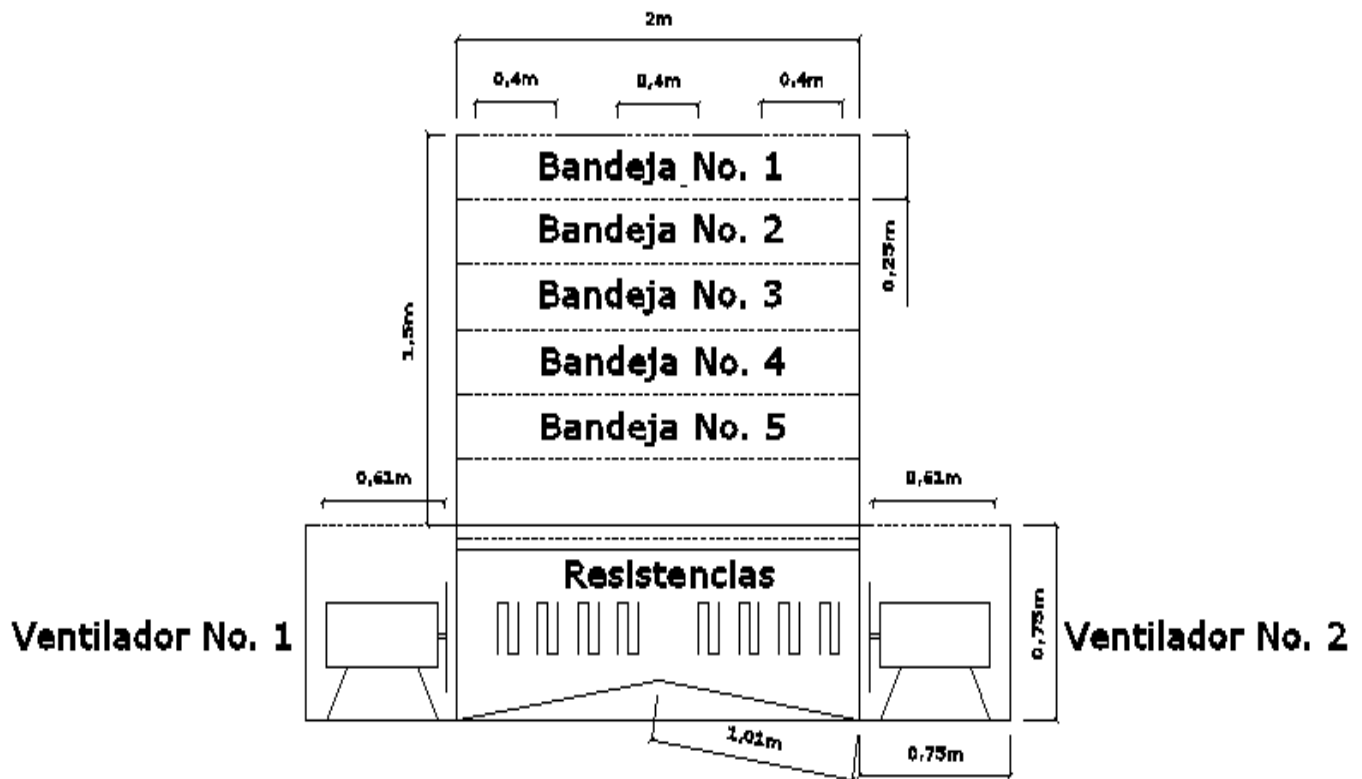 2m
0,4m
0,4m
0,4m
Bandeja No. 1
Bandeja No. 2
0,25m
Bandeja No. 3
1,5m
Bandeja No. 4
Bandeja No. 5
0,61m
0,61m
Resistencias
Ventilador No. 1
0,75m
Ventilador No. 2
1,01m
0,75m